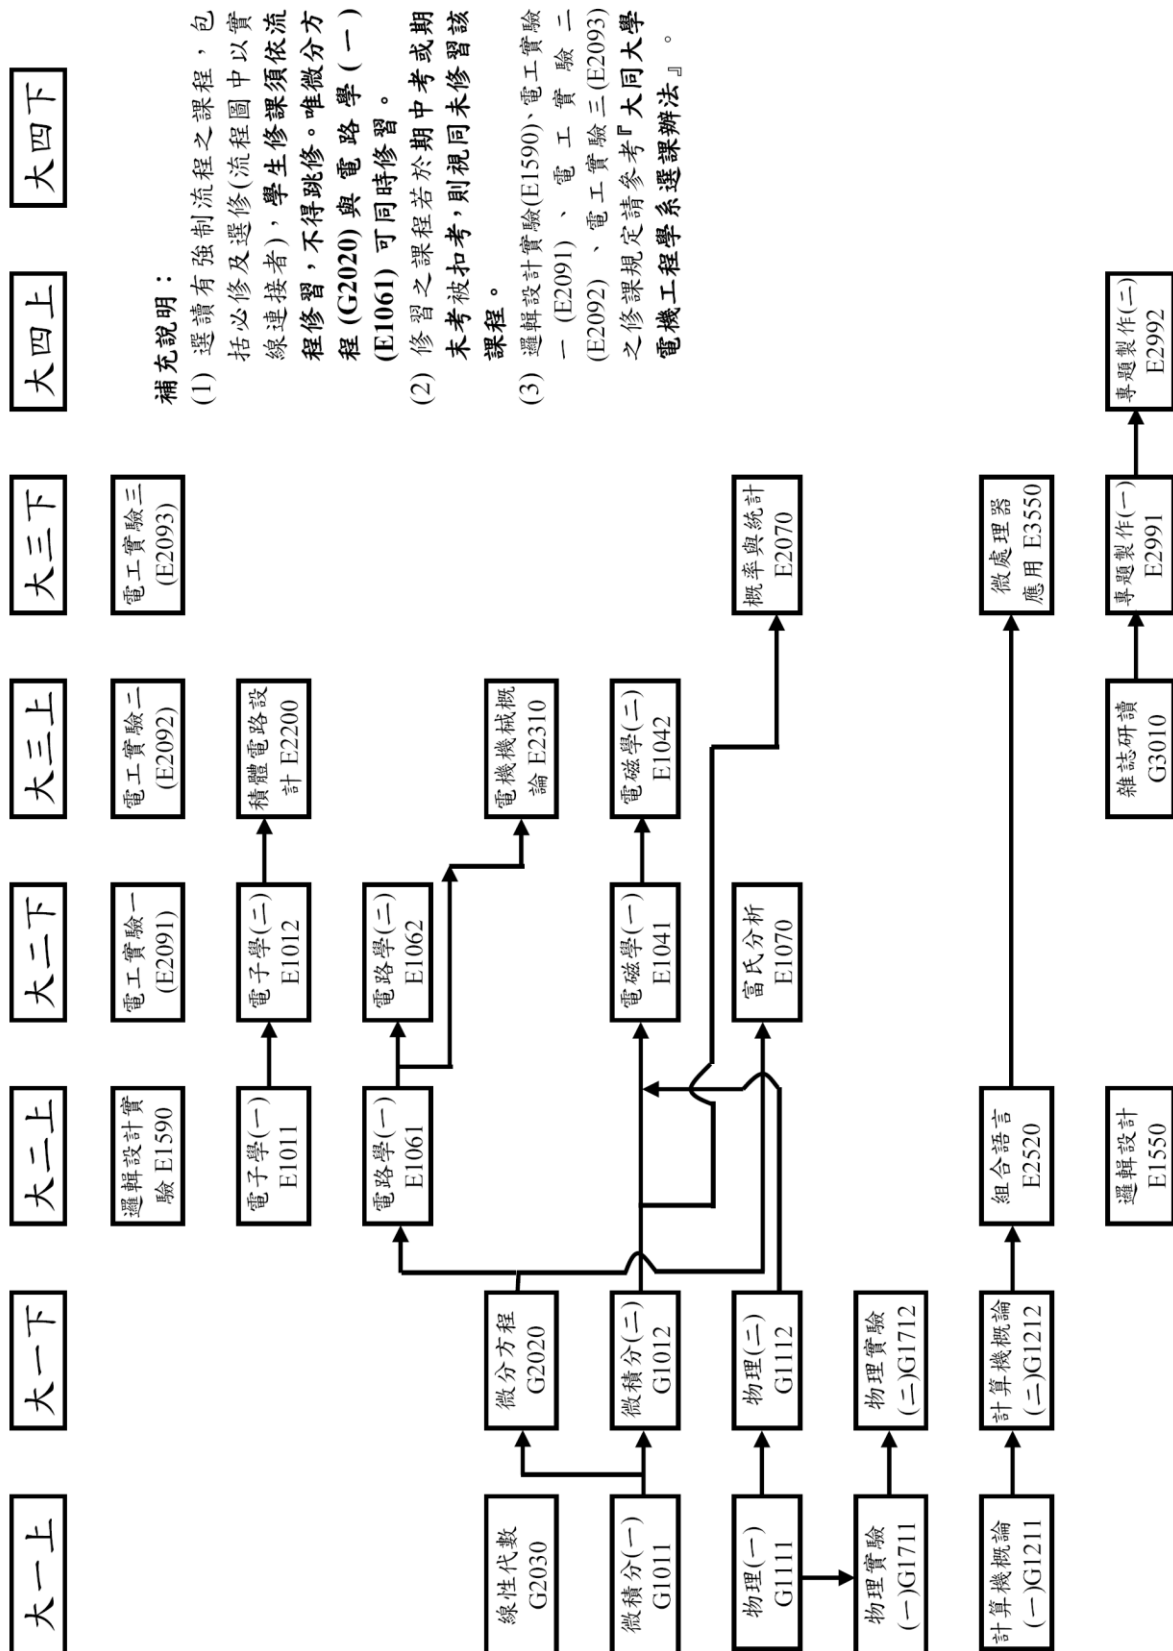 大一上
大一下
大二上
大二下
大三上
大三下
大四上
大四下
邏輯設計實
驗 E1590
電工實驗一
(E2091)
電工實驗二
(E2092)
電工實驗三
(E2093)
電子學(一)
E1011
電子學(二)
E1012
積體電路設
計 E2200
電路學(一)
E1061
電路學(二)
E1062
線性代數
G2030
微分方程
G2020
電機機械概
論 E2310
微積分(一)
G1011
微積分(二)
G1012
電磁學(一)
E1041
電磁學(二)
E1042
物理(一)
G1111
物理(二)
G1112
富氏分析
E1070
概率與統計
E2070
物理實驗
(一)G1711
物理實驗
(二)G1712
計算機概論
(一)G1211
計算機概論
(二)G1212
組合語言
E2520
微處理器
應用 E3550
邏輯設計
E1550
雜誌研讀
G3010
專題製作(一)
E2991
專題製作(二)
E2992
補充說明：
(1) 選讀有強制流程之課程，包
括必修及選修(流程圖中以實
線連接者)，學生修課須依流
程修習，不得跳修。唯微分方
程 (G2020) 與 電 路 學 ( 一 )
(E1061) 可同時修習。
(2) 修習之課程若於期中考或期
末考被扣考，則視同未修習該
課程。
(3) 邏輯設計實驗(E1590)、電工實驗
一 (E2091) 、 電 工 實 驗 二
(E2092) 、電工實驗三(E2093)
之修課規定請參考『大同大學
電機工程學系選課辦法』。